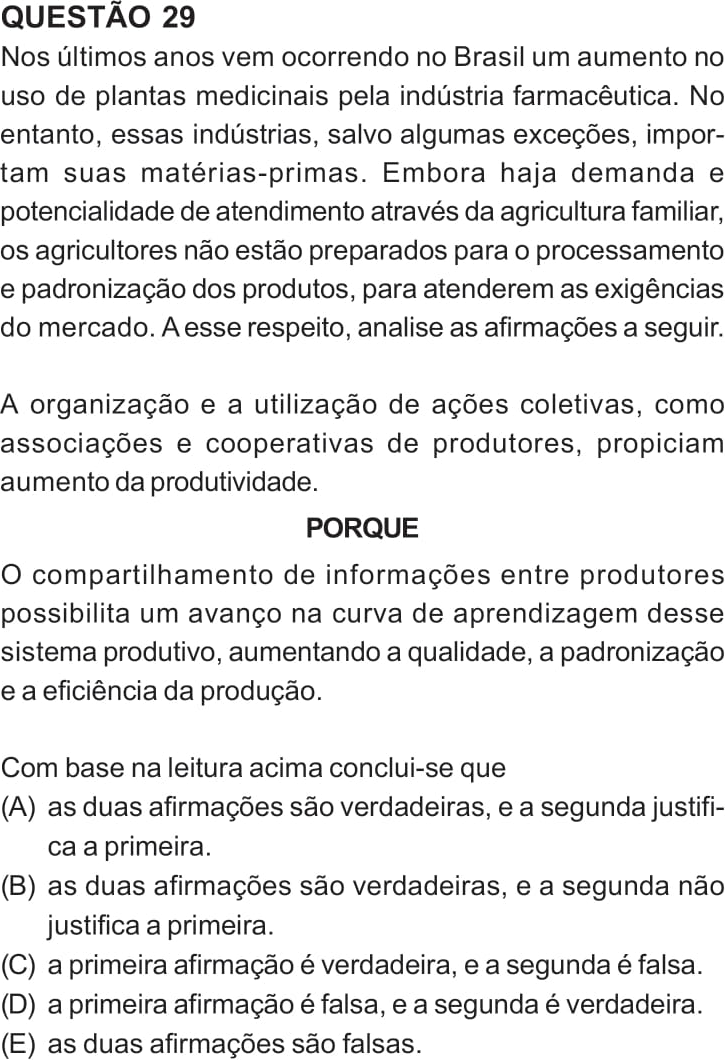 QUESTÃO 29
Nos últimos anos vem ocorrendo no Brasil um aumento no
uso de plantas medicinais pela indústria farmacêutica. No
entanto, essas indústrias, salvo algumas exceções, impor-
tam suas matérias-primas. Embora haja demanda e
potencialidade de atendimento através da agricultura familiar,
os agricultores não estão preparados para o processamento
e padronização dos produtos, para atenderem as exigências
do mercado. A esse respeito, analise as afirmações a seguir.
A organização e a utilização de ações coletivas, como
associações e cooperativas de produtores, propiciam
aumento da produtividade.
PORQUE
O compartilhamento de informações entre produtores
possibilita um avanço na curva de aprendizagem desse
sistema produtivo, aumentando a qualidade, a padronização
e a eficiência da produção.
Com base na leitura acima conclui-se que
(A) as duas afirmações são verdadeiras, e a segunda justifi-
ca a primeira.
(B) as duas afirmações são verdadeiras, e a segunda não
justifica a primeira.
(C) a primeira afirmação é verdadeira, e a segunda é falsa.
(D) a primeira afirmação é falsa, e a segunda é verdadeira.
(E) as duas afirmações são falsas.